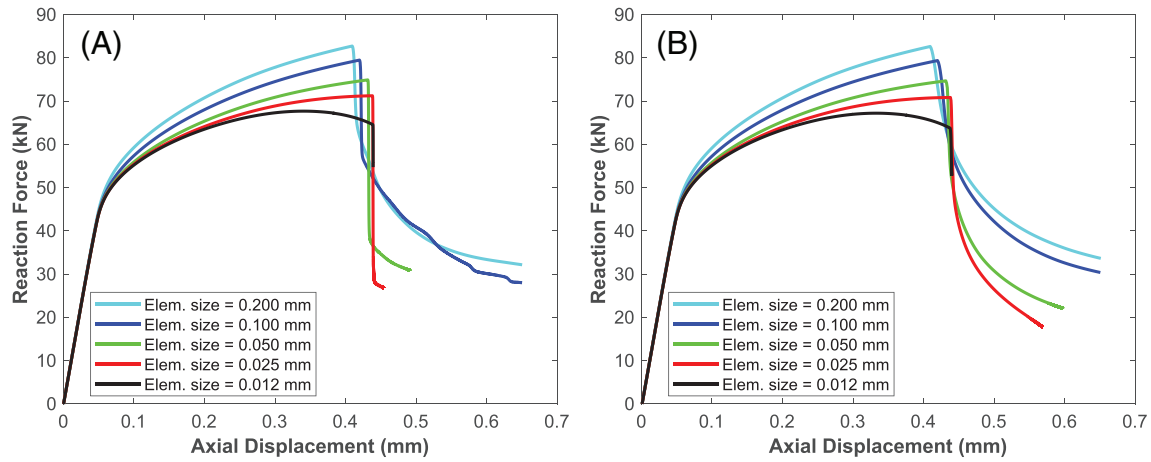 (A)
Reaction Force (kN)
90
80
70
60
50
40
30
20
10
0
Elem. size = 0.200 mm
Elem. size = 0.100 mm
Elem. size = 0.050 mm
Elem. size = 0.025 mm
Elem. size = 0.012 mm
0 0.1 0.2 0.3 0.4 0.5 0.6 0.7
Axial Displacement (mm)
(B)
Reaction Force (kN)
90
80
70
60
50
40
30
20
10
0
Elem. size = 0.200 mm
Elem. size = 0.100 mm
Elem. size = 0.050 mm
Elem. size = 0.025 mm
Elem. size = 0.012 mm
0 0.1 0.2 0.3 0.4 0.5 0.6 0.7
Axial Displacement (mm)